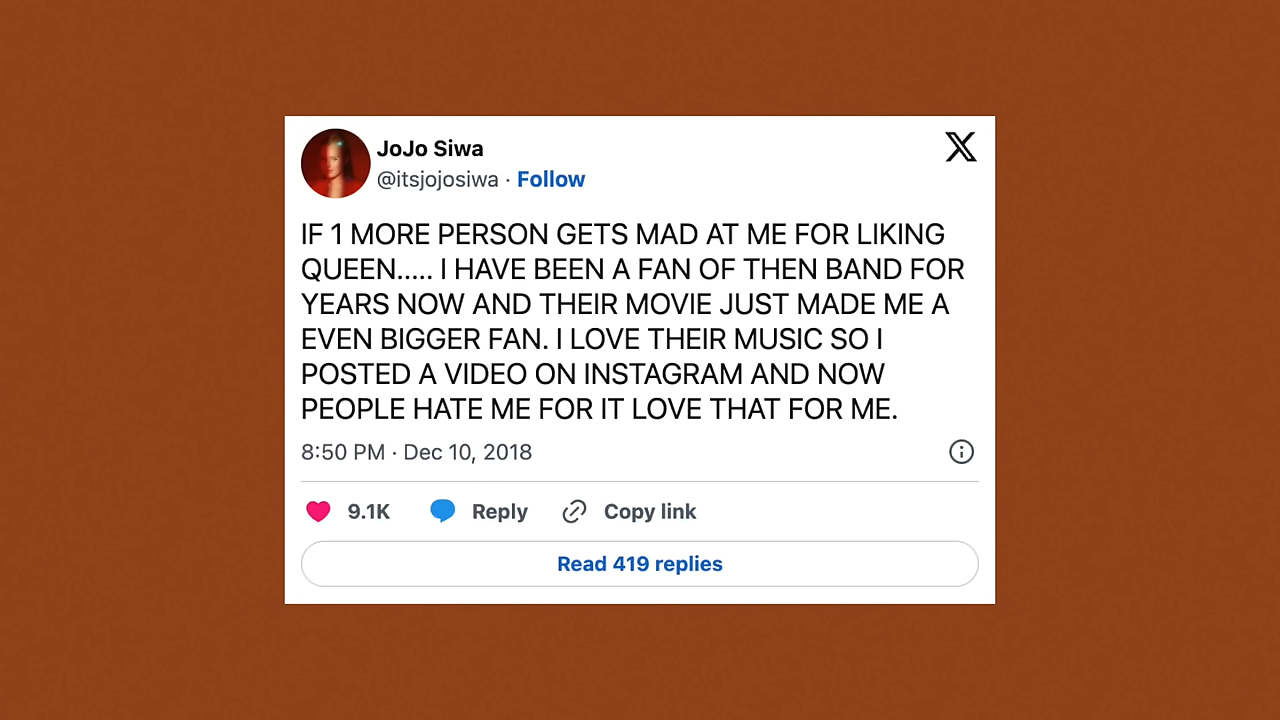 JoJo Siwa
@itsjojosiwa · Follow
IF 1 MORE PERSON GETS MAD AT ME FOR LIKING
QUEEN..... I HAVE BEEN A FAN OF THEN BAND FOR
YEARS NOW AND THEIR MOVIE JUST MADE ME A
EVEN BIGGER FAN. I LOVE THEIR MUSIC SO I
POSTED A VIDEO ON INSTAGRAM AND NOW
PEOPLE HATE ME FOR IT LOVE THAT FOR ME.
8:50 PM · Dec 10, 2018
9.1K Reply Copy link
Read 419 replies